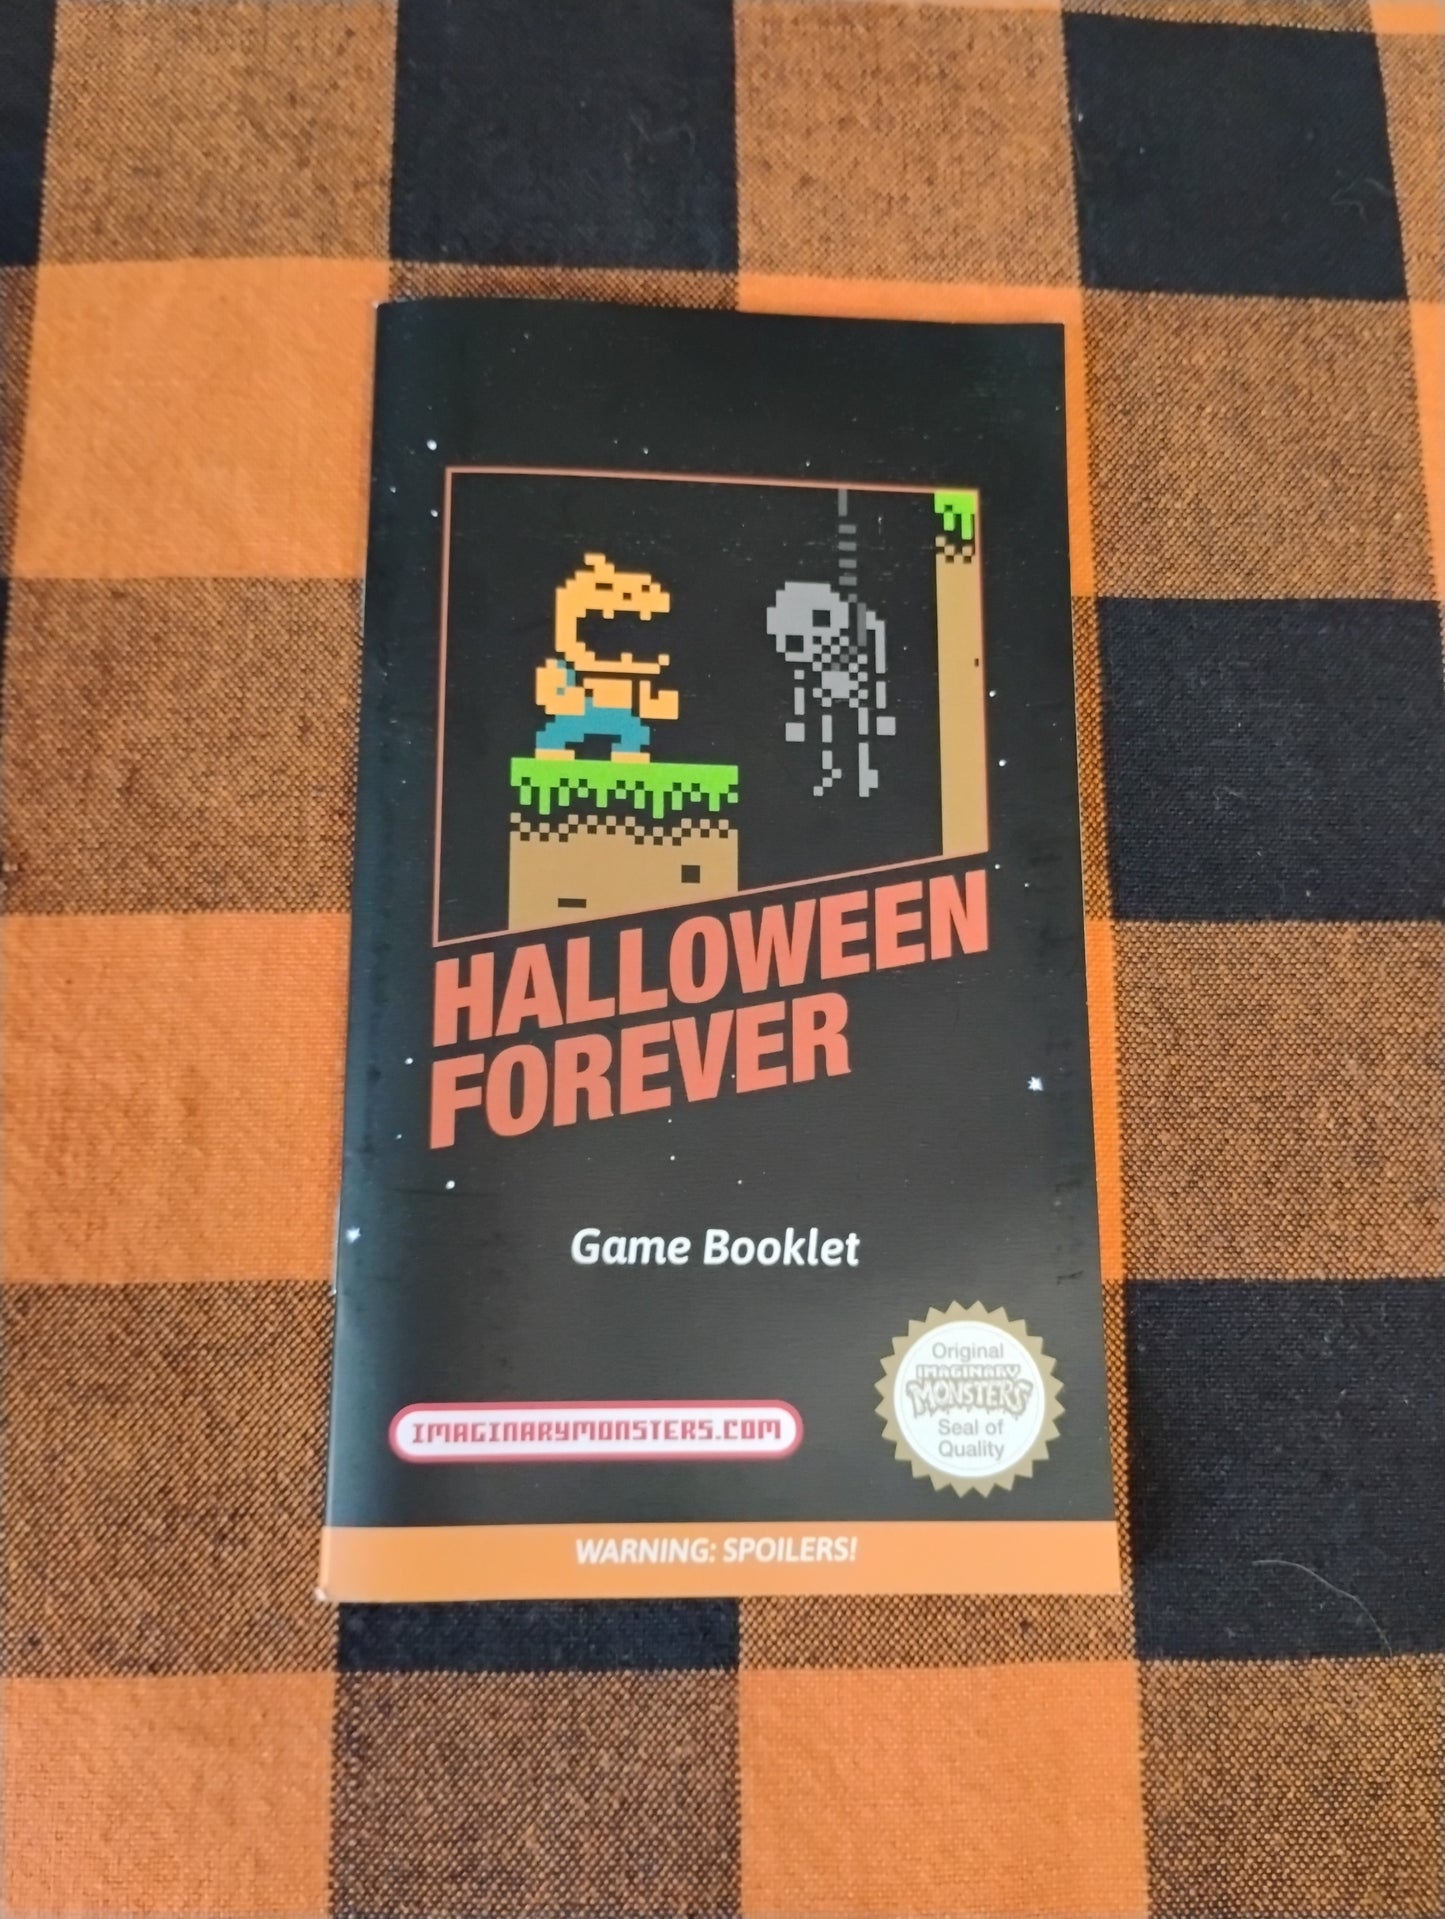 HALLOWEEN
FOREVER
Game Booklet
Original
IMAGINARY
MONSTERS
Seal of
Quality
IMAGINARYMONSTERS.COM
WARNING: SPOILERS!